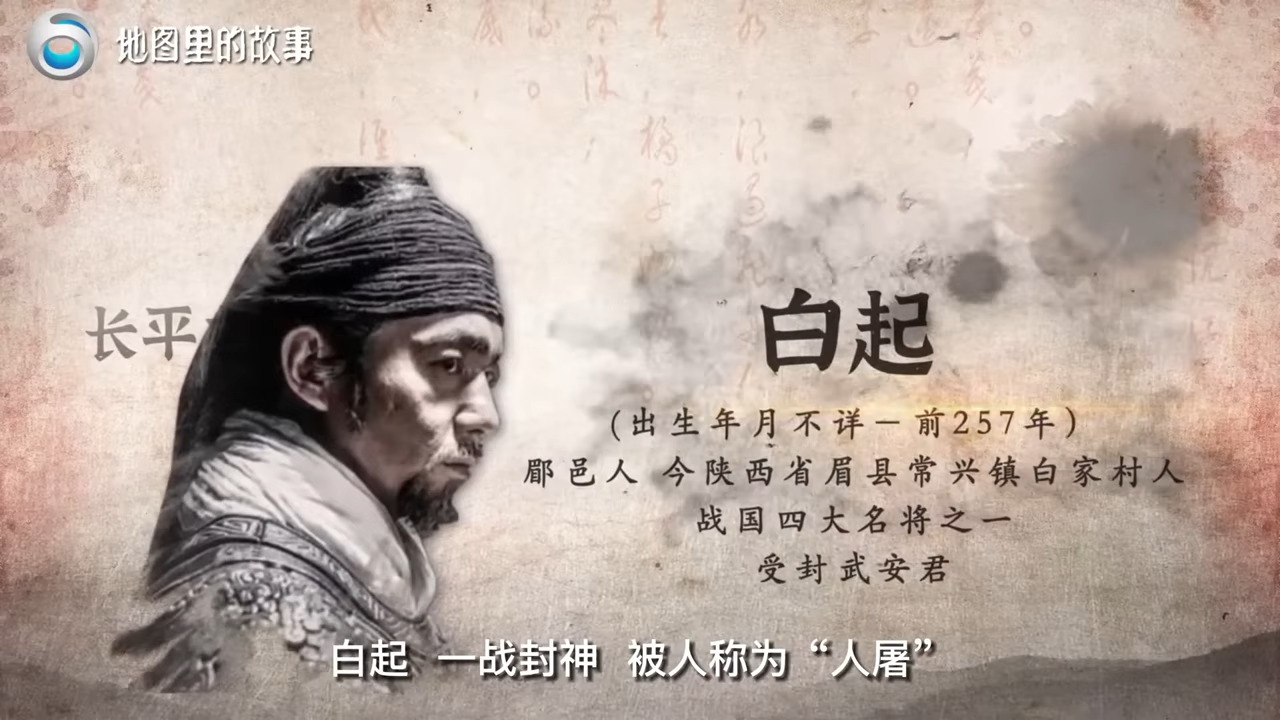 地图里的故事
长平
白起
(出生年月不详－前257年)
郿邑人 今陕西省眉县常兴镇白家村人
战国四大名将之一
受封武安君
白起 一战封神 被人称为“人屠”